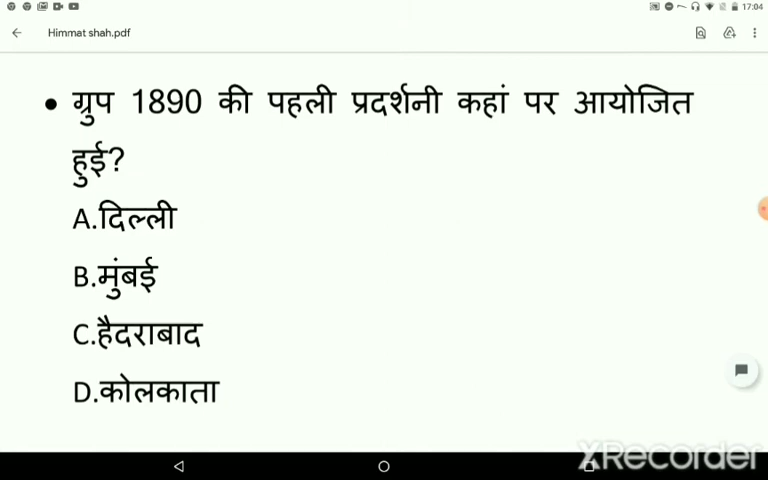 17:04
Himmat shah.pdf
• ग्रुप 1890 की पहली प्रदर्शनी कहां पर आयोजित
हुई?
A.दिल्ली
B.मुंबई
C.हैदराबाद
D.कोलकाता
XRecorder